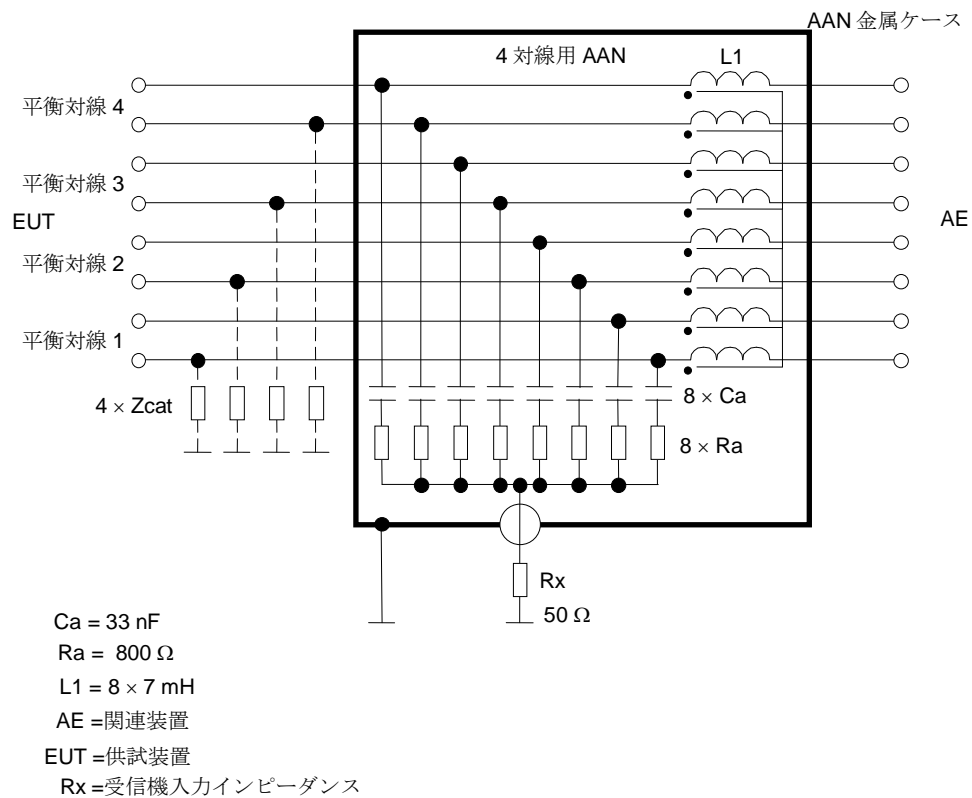 AAN 金属ケース
4 対線用 AAN
L1
平衡対線 4
平衡対線 3
EUT
AE
平衡対線 2
平衡対線 1
4 × Zcat
8 × Ca
8 × Ra
Rx
50 Ω
Ca = 33 nF
Ra = 800 Ω
L1 = 8 × 7 mH
AE =関連装置
EUT =供試装置
Rx =受信機入力インピーダンス